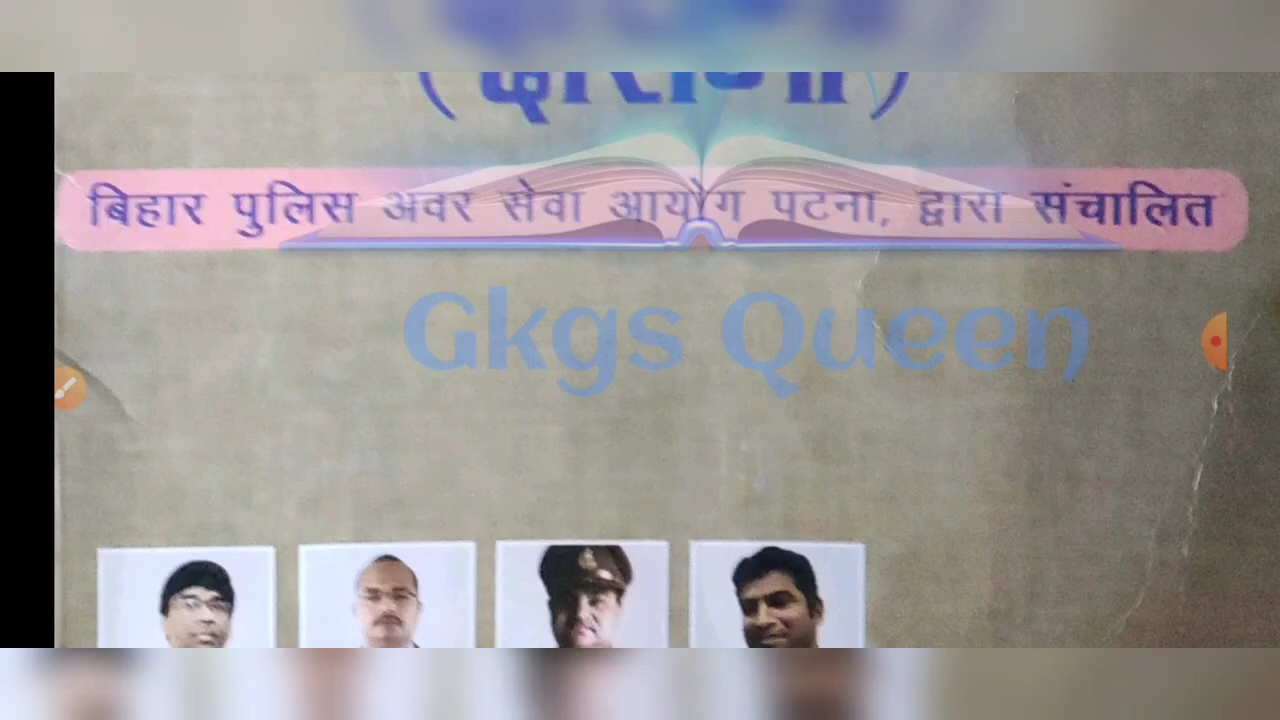 (दारोगा)
बिहार पुलिस अवर सेवा आयोग पटना, द्वारा संचालित
Gkgs Queen